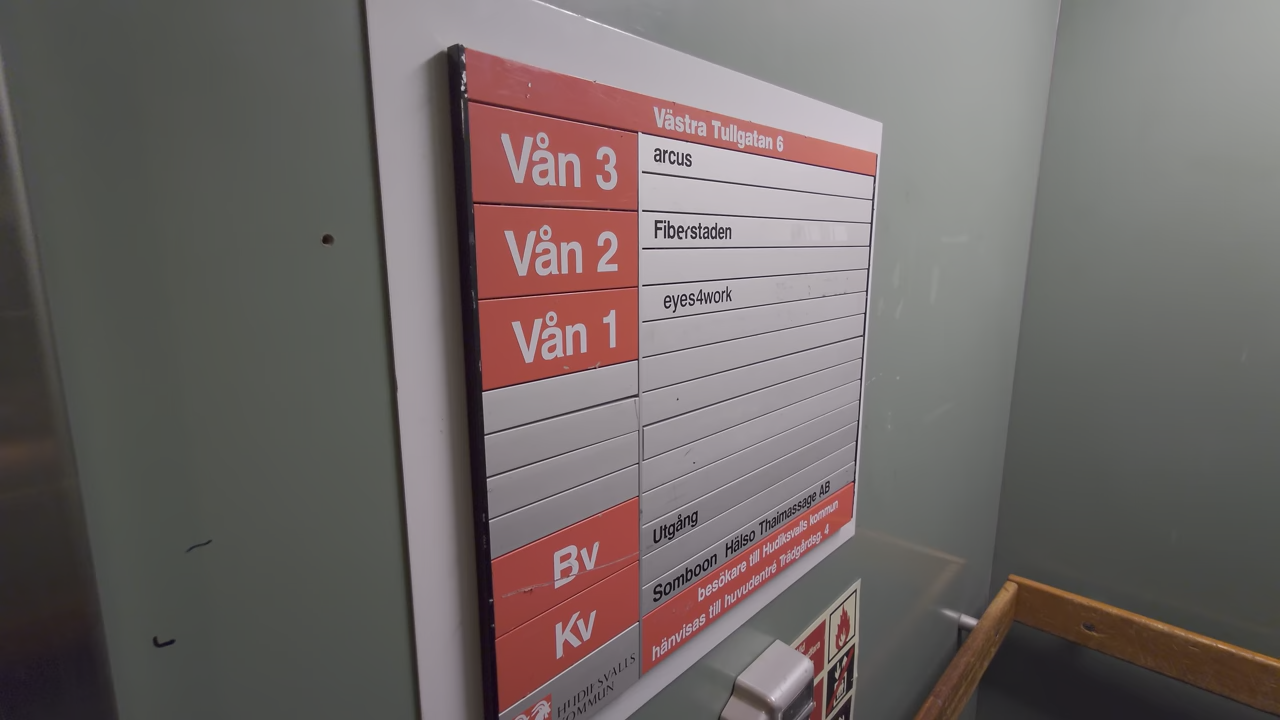 Västra Tullgatan 6
Vån 3
arcus
Vån 2
Fiberstaden
Vån 1
eyes4work
Bv
Utgång
Kv
Somboon Hälso Thaimassage AB
besökare till Hudiksvalls kommun
hänvisas till huvudentré Trädgårdsg. 4
HUDIKSVALLS
KOMMUN